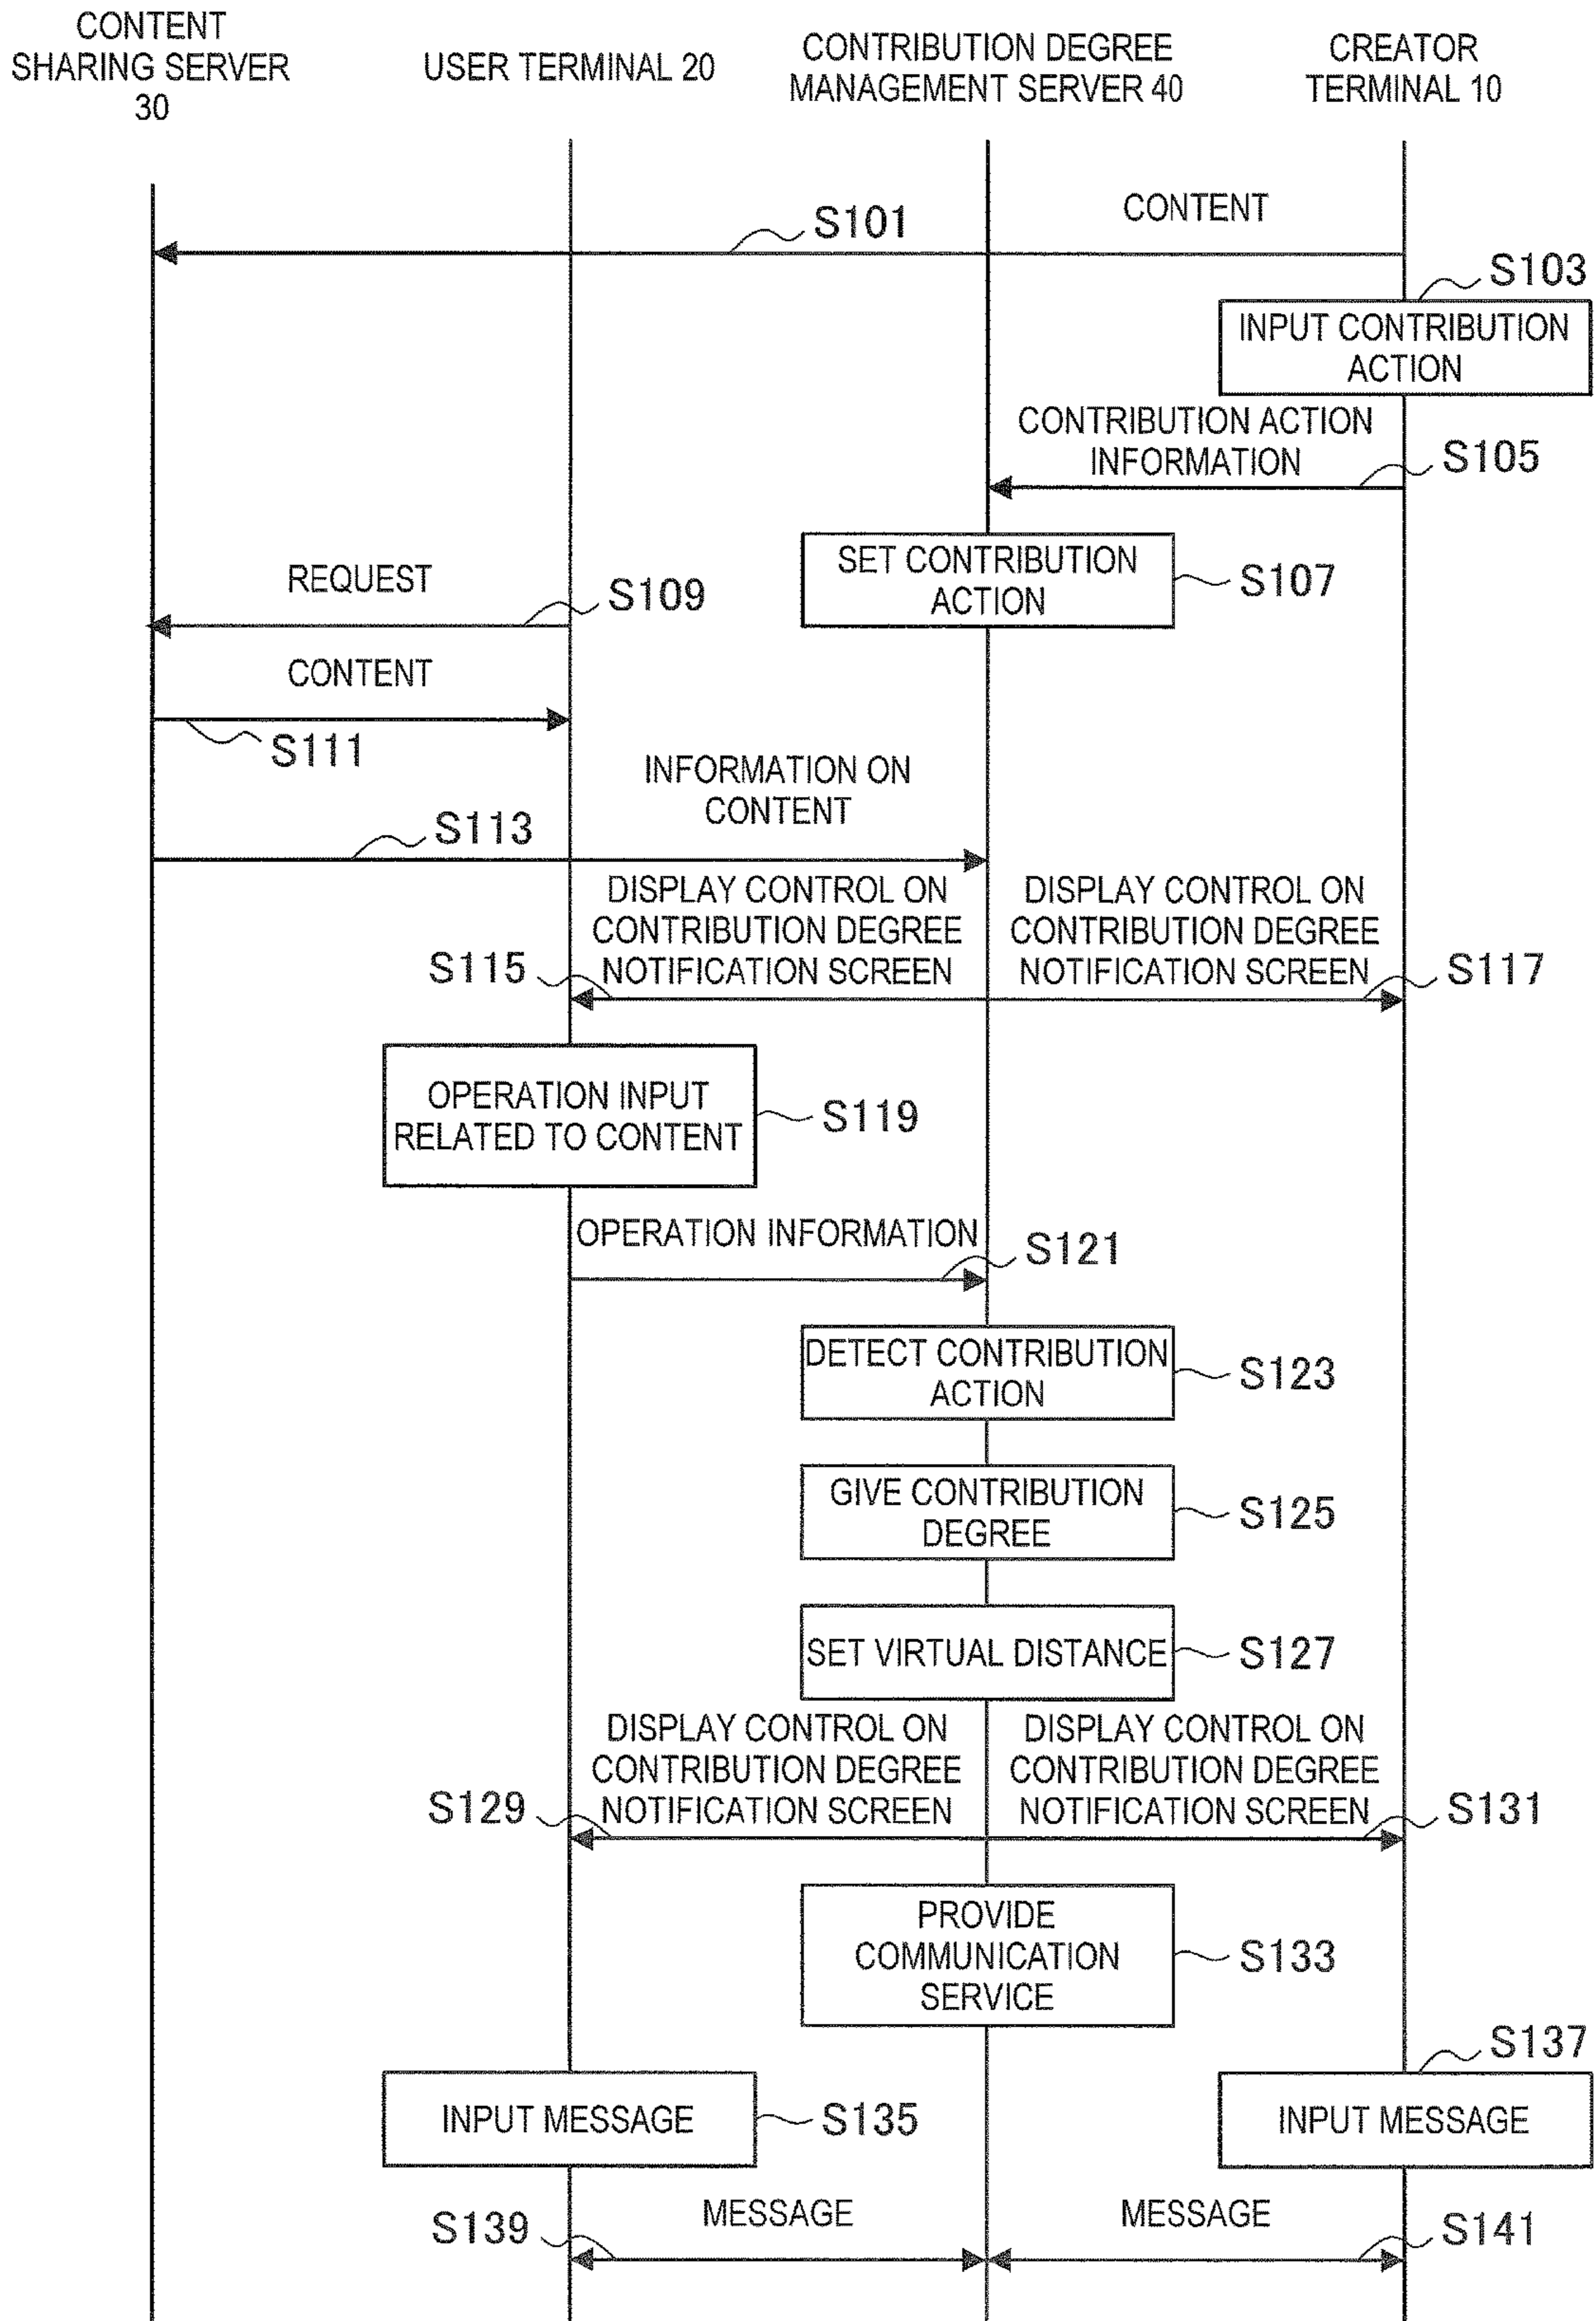 CONTENT
SHARING SERVER
30
USER TERMINAL 20
CONTRIBUTION DEGREE
MANAGEMENT SERVER 40
CREATOR
TERMINAL 10
CONTENT
S101
S103
INPUT CONTRIBUTION
ACTION
CONTRIBUTION ACTION
INFORMATION
S105
SET CONTRIBUTION
ACTION
S107
REQUEST
S109
CONTENT
S111
INFORMATION ON
CONTENT
S113
DISPLAY CONTROL ON
CONTRIBUTION DEGREE
NOTIFICATION SCREEN
S115
DISPLAY CONTROL ON
CONTRIBUTION DEGREE
NOTIFICATION SCREEN
S117
OPERATION INPUT
RELATED TO CONTENT
S119
OPERATION INFORMATION
S121
DETECT CONTRIBUTION
ACTION
S123
GIVE CONTRIBUTION
DEGREE
S125
SET VIRTUAL DISTANCE
S127
DISPLAY CONTROL ON
CONTRIBUTION DEGREE
NOTIFICATION SCREEN
S129
DISPLAY CONTROL ON
CONTRIBUTION DEGREE
NOTIFICATION SCREEN
S131
PROVIDE
COMMUNICATION
SERVICE
S133
INPUT MESSAGE
S135
S137
INPUT MESSAGE
MESSAGE
S139
MESSAGE
S141